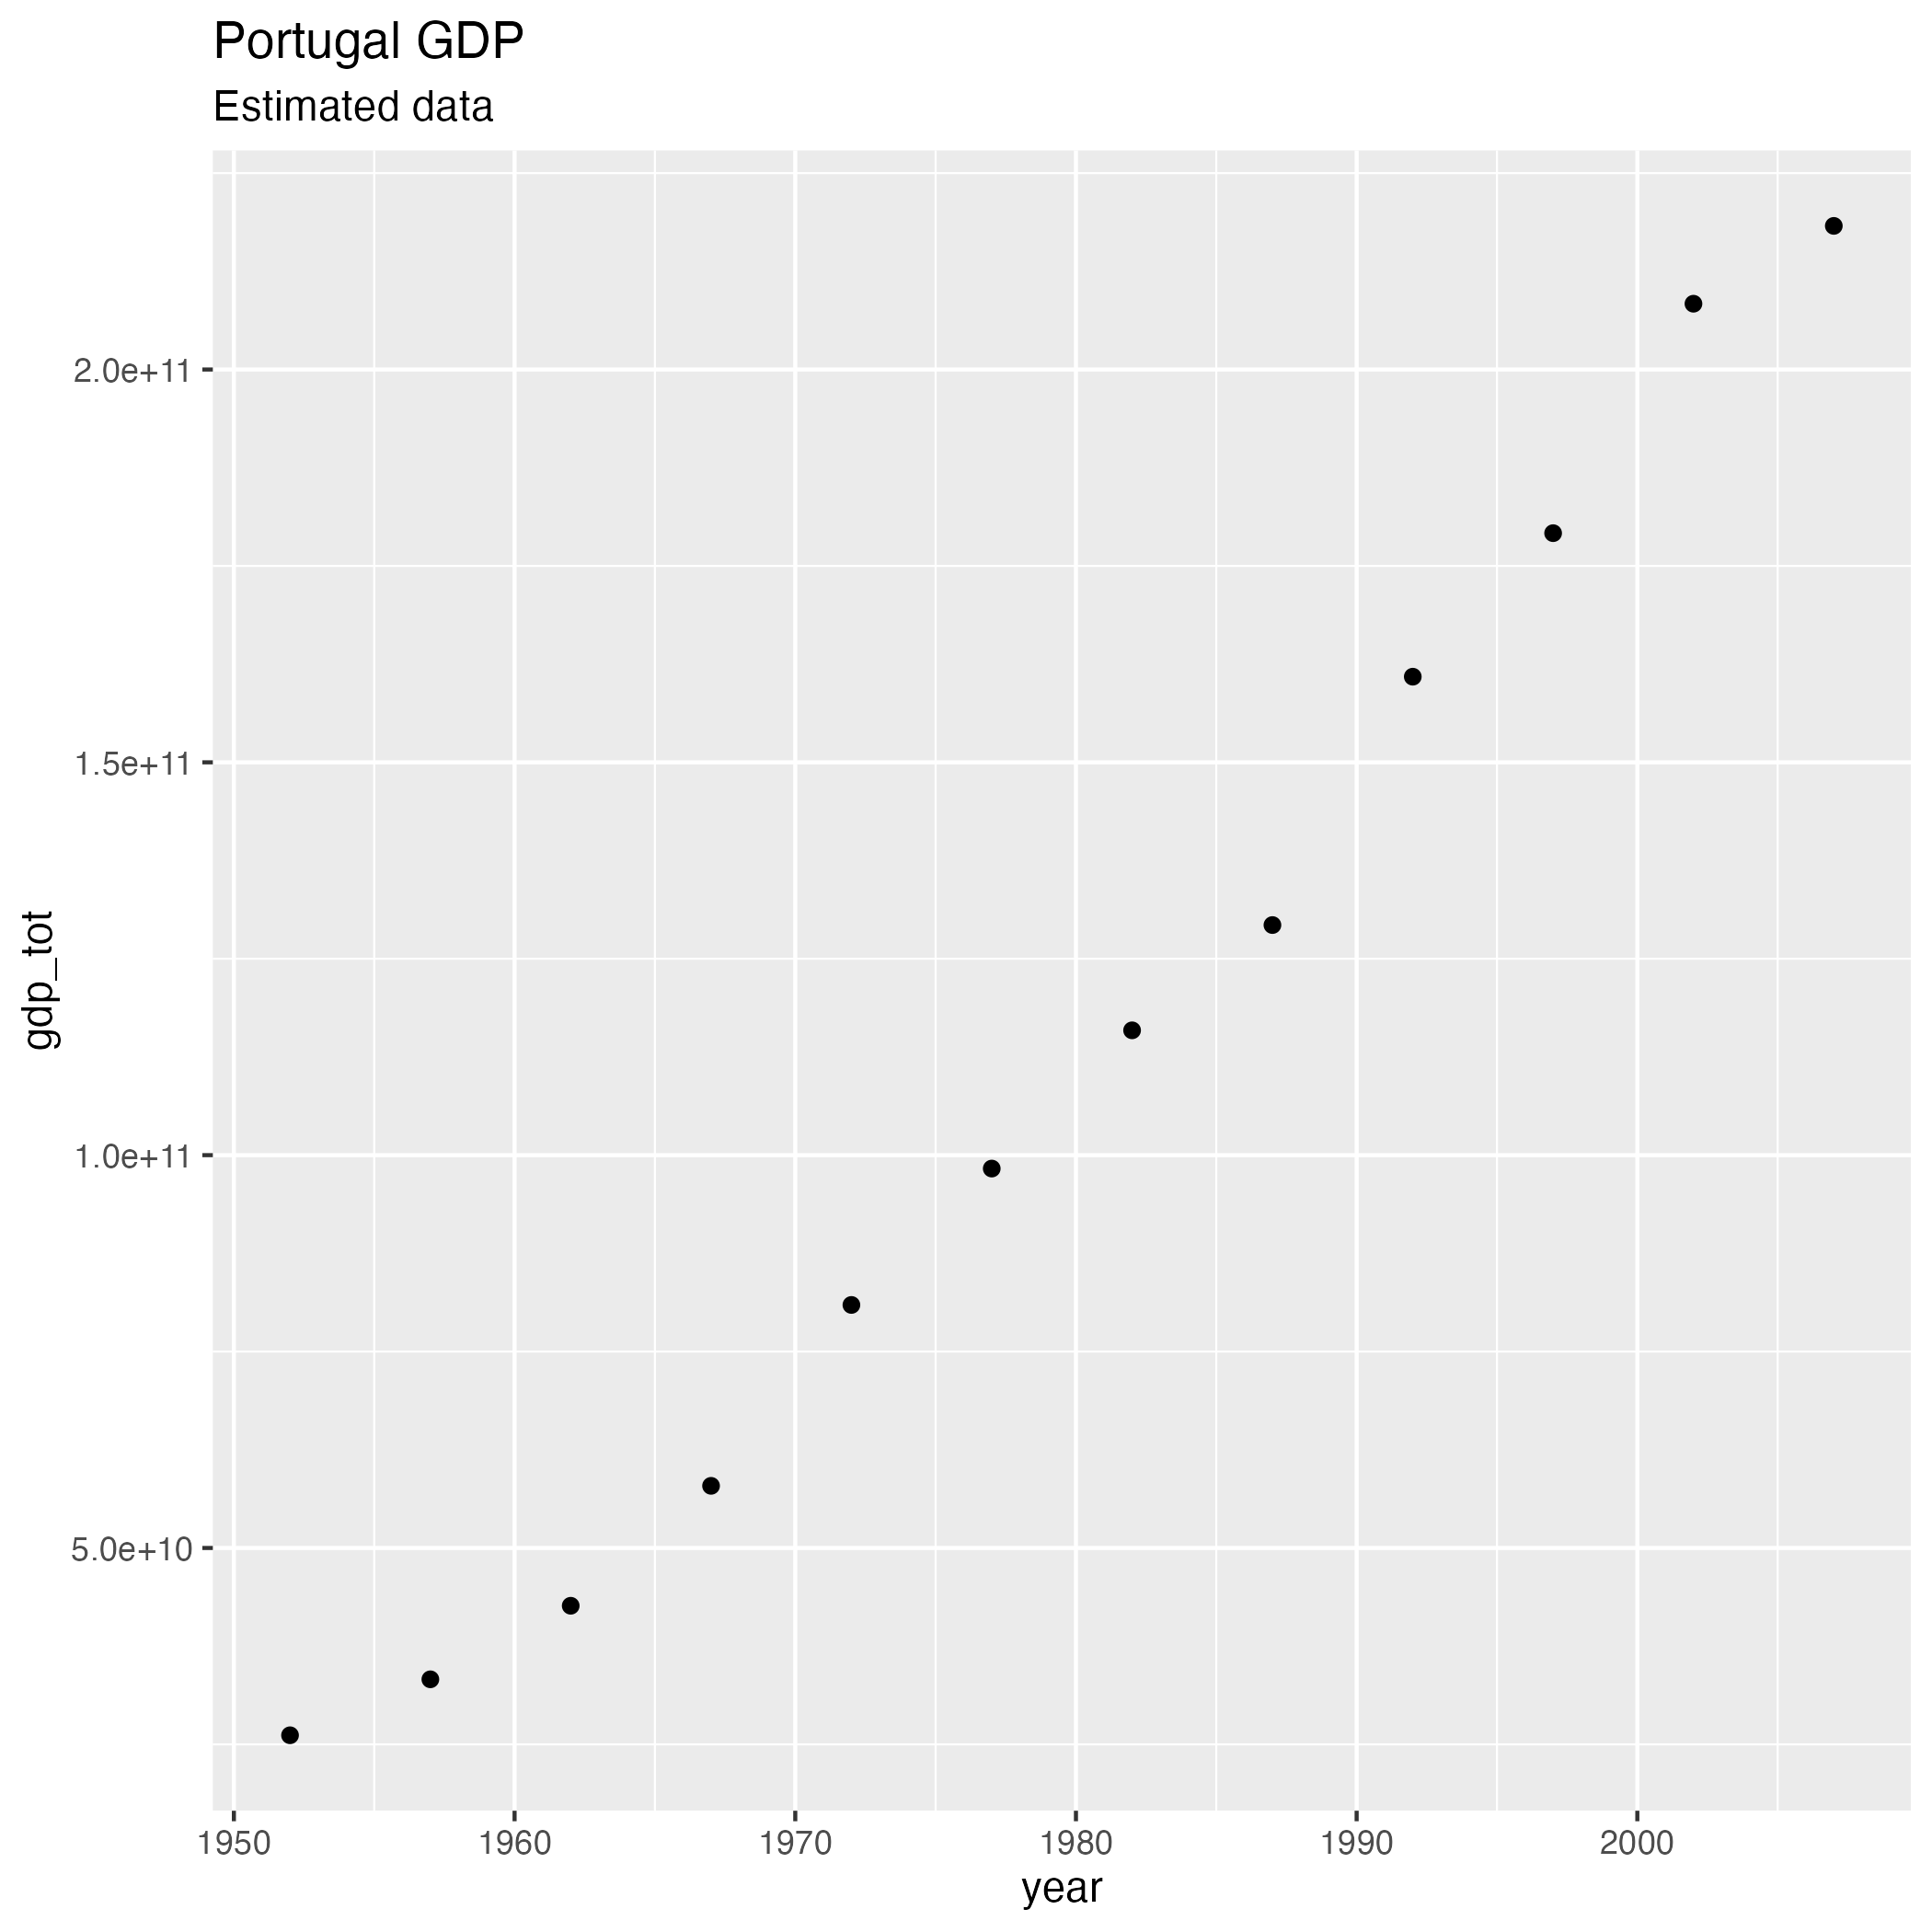 Portugal GDP
Estimated data
gdp_tot
2.0e+11
1.5e+11
1.0e+11
5.0e+10
1950 1960 1970 1980 1990 2000
year